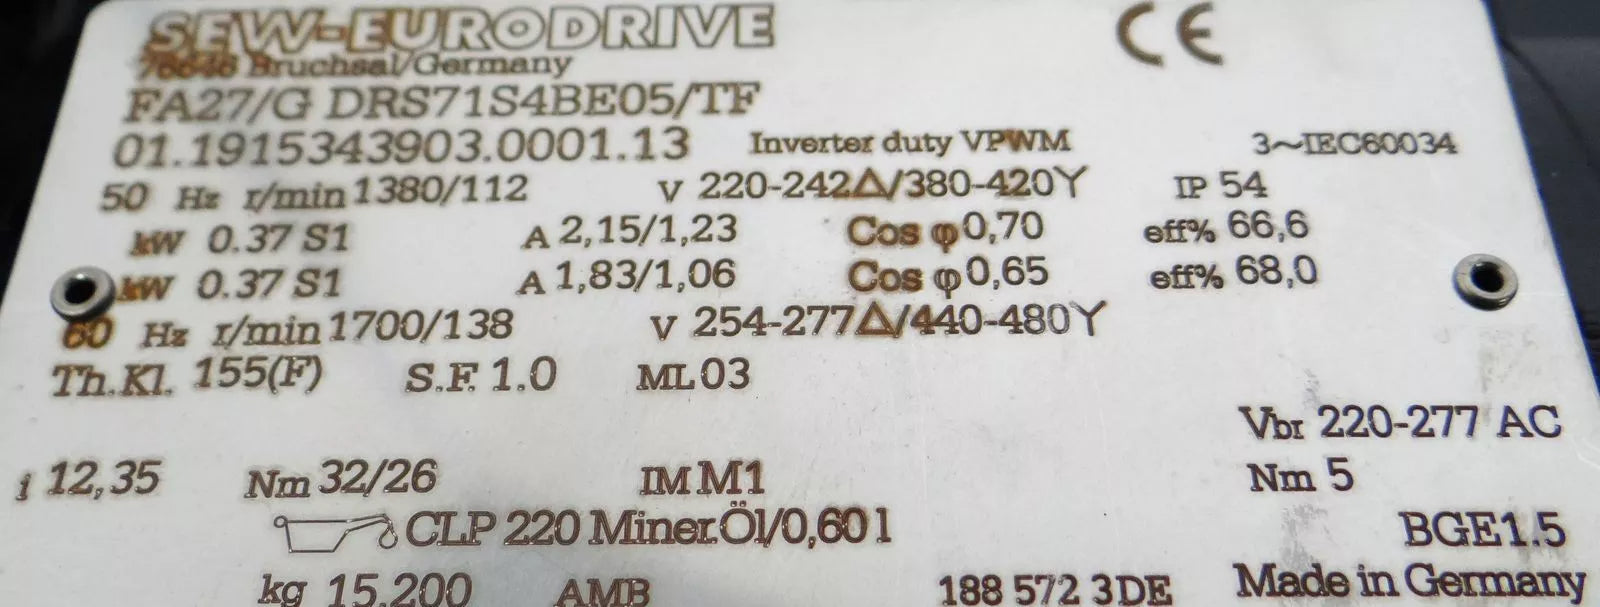 SEW-EURODRIVE CE
76646 Bruchsal/Germany
FA27/G DRS71S4BE05/TF
01.1915343903.0001.13 Inverter duty VPWM 3~IEC60034
50 Hz r/min 1380/112 V 220-242Δ/380-420Y IP 54
kW 0.37 S1 A 2,15/1,23 Cos φ 0,70 eff% 66,6
kW 0.37 S1 A 1,83/1,06 Cos φ 0,65 eff% 68,0
60 Hz r/min 1700/138 V 254-277Δ/440-480Y
Th.Kl. 155(F) S.F. 1.0 ML 03
Vbr 220-277 AC
i 12,35 Nm 32/26 IM M1 Nm 5
CLP 220 Miner.Öl/0,60 l BGE1.5
kg 15.200 AMB 188 572 3 DE Made in Germany